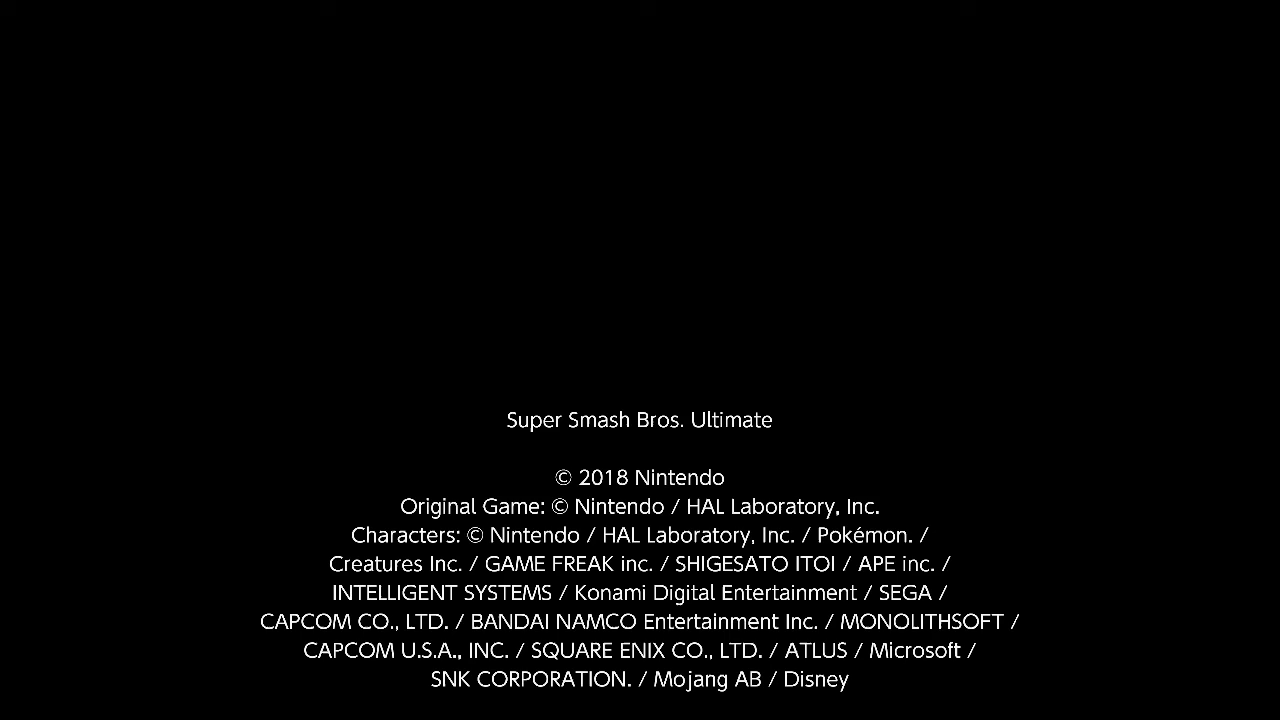 Super Smash Bros. Ultimate
© 2018 Nintendo
Original Game: © Nintendo / HAL Laboratory, Inc.
Characters: © Nintendo / HAL Laboratory, Inc. / Pokémon. /
Creatures Inc. / GAME FREAK inc. / SHIGESATO ITOI / APE inc. /
INTELLIGENT SYSTEMS / Konami Digital Entertainment / SEGA /
CAPCOM CO., LTD. / BANDAI NAMCO Entertainment Inc. / MONOLITHSOFT /
CAPCOM U.S.A., INC. / SQUARE ENIX CO., LTD. / ATLUS / Microsoft /
SNK CORPORATION. / Mojang AB / Disney